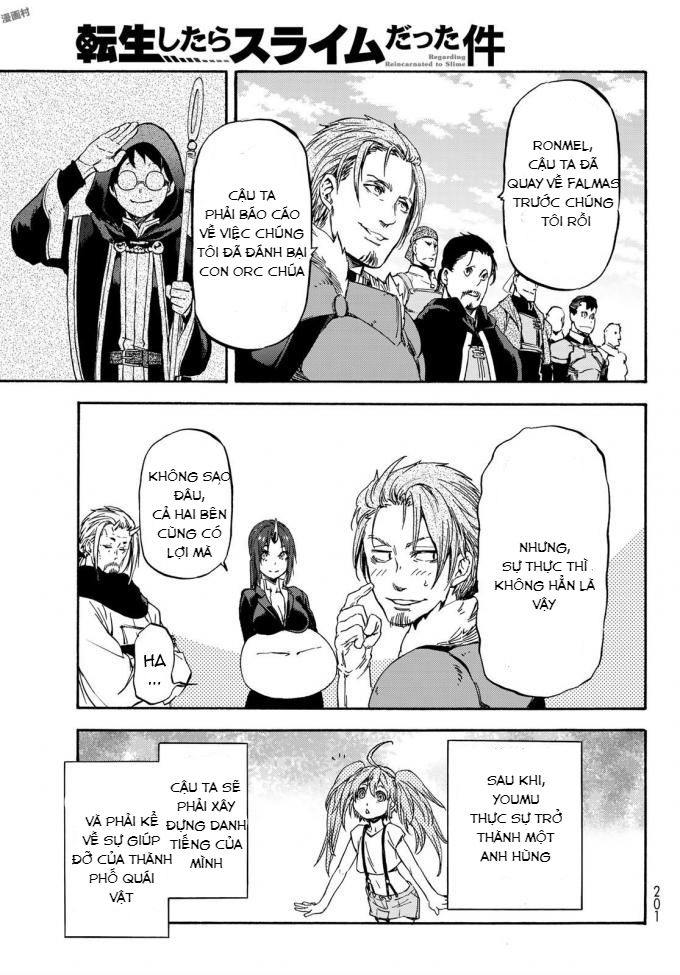 漫画村
転生したらスライムだった件
Regarding
Reincarnated to Slime
RONMEL,
CẬU TA ĐÃ
QUAY VỀ FALMAS
TRƯỚC CHÚNG
TÔI RỒI
CẬU TA
PHẢI BÁO CÁO
VỀ VIỆC CHÚNG
TÔI ĐÃ ĐÁNH BẠI
CON ORC CHÚA
NHƯNG,
SỰ THỰC THÌ
KHÔNG HẲN LÀ
VẬY
KHÔNG SAO
ĐÂU,
CẢ HAI BÊN
CÙNG CÓ
LỢI MÀ
HA
...
SAU KHI,
YOUMU
THỰC SỰ TRỞ
THÀNH MỘT
ANH HÙNG
CẬU TA SẼ
PHẢI XÂY
DỰNG DANH
TIẾNG CỦA
MÌNH
VÀ PHẢI KỂ
VỀ SỰ GIÚP
ĐỠ CỦA THÀNH
PHỐ QUÁI
VẬT
201